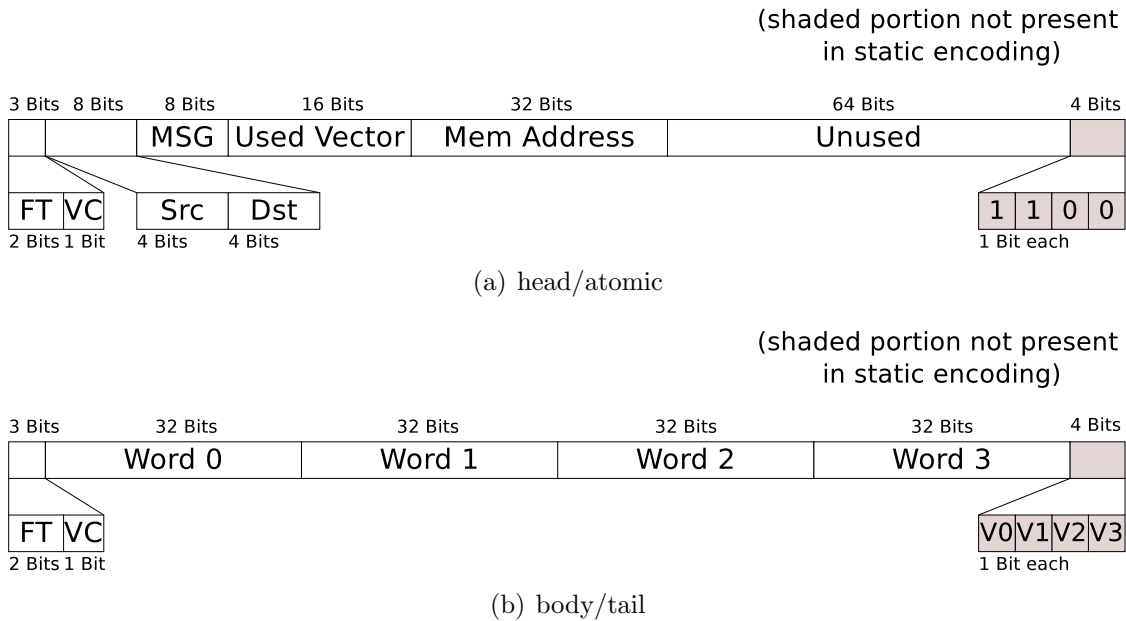 (shaded portion not present
in static encoding)
3 Bits 8 Bits 8 Bits 16 Bits 32 Bits 64 Bits 4 Bits
MSG Used Vector Mem Address Unused
FT VC Src Dst 1 1 0 0
2 Bits 1 Bit 4 Bits 4 Bits 1 Bit each
(a) head/atomic
(shaded portion not present
in static encoding)
3 Bits 32 Bits 32 Bits 32 Bits 32 Bits 4 Bits
Word 0 Word 1 Word 2 Word 3
FT VC V0 V1 V2 V3
2 Bits 1 Bit 1 Bit each
(b) body/tail